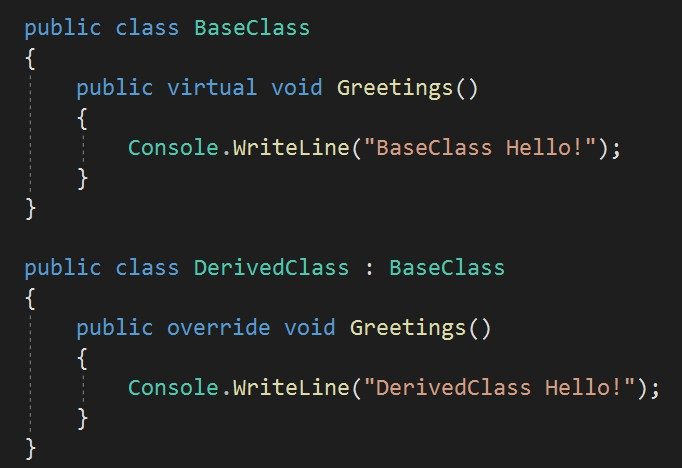 public class BaseClass
{
    public virtual void Greetings()
    {
        Console.WriteLine("BaseClass Hello!");
    }
}

public class DerivedClass : BaseClass
{
    public override void Greetings()
    {
        Console.WriteLine("DerivedClass Hello!");
    }
}